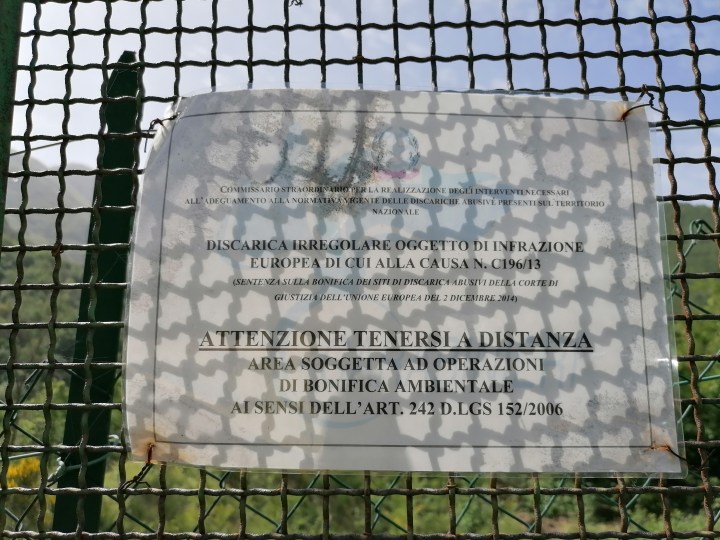 COMMISSARIO STRAORDINARIO PER LA REALIZZAZIONE DEGLI INTERVENTI NECESSARI
ALL'ADEGUAMENTO ALLA NORMATIVA VIGENTE DELLE DISCARICHE ABUSIVE PRESENTI SUL TERRITORIO
NAZIONALE
DISCARICA IRREGOLARE OGGETTO DI INFRAZIONE
EUROPEA DI CUI ALLA CAUSA N. C196/13
(SENTENZA SULLA BONIFICA DEI SITI DI DISCARICA ABUSIVI DELLA CORTE DI
GIUSTIZIA DELL'UNIONE EUROPEA DEL 2 DICEMBRE 2014)
ATTENZIONE TENERSI A DISTANZA
AREA SOGGETTA AD OPERAZIONI
DI BONIFICA AMBIENTALE
AI SENSI DELL'ART. 242 D.LGS 152/2006